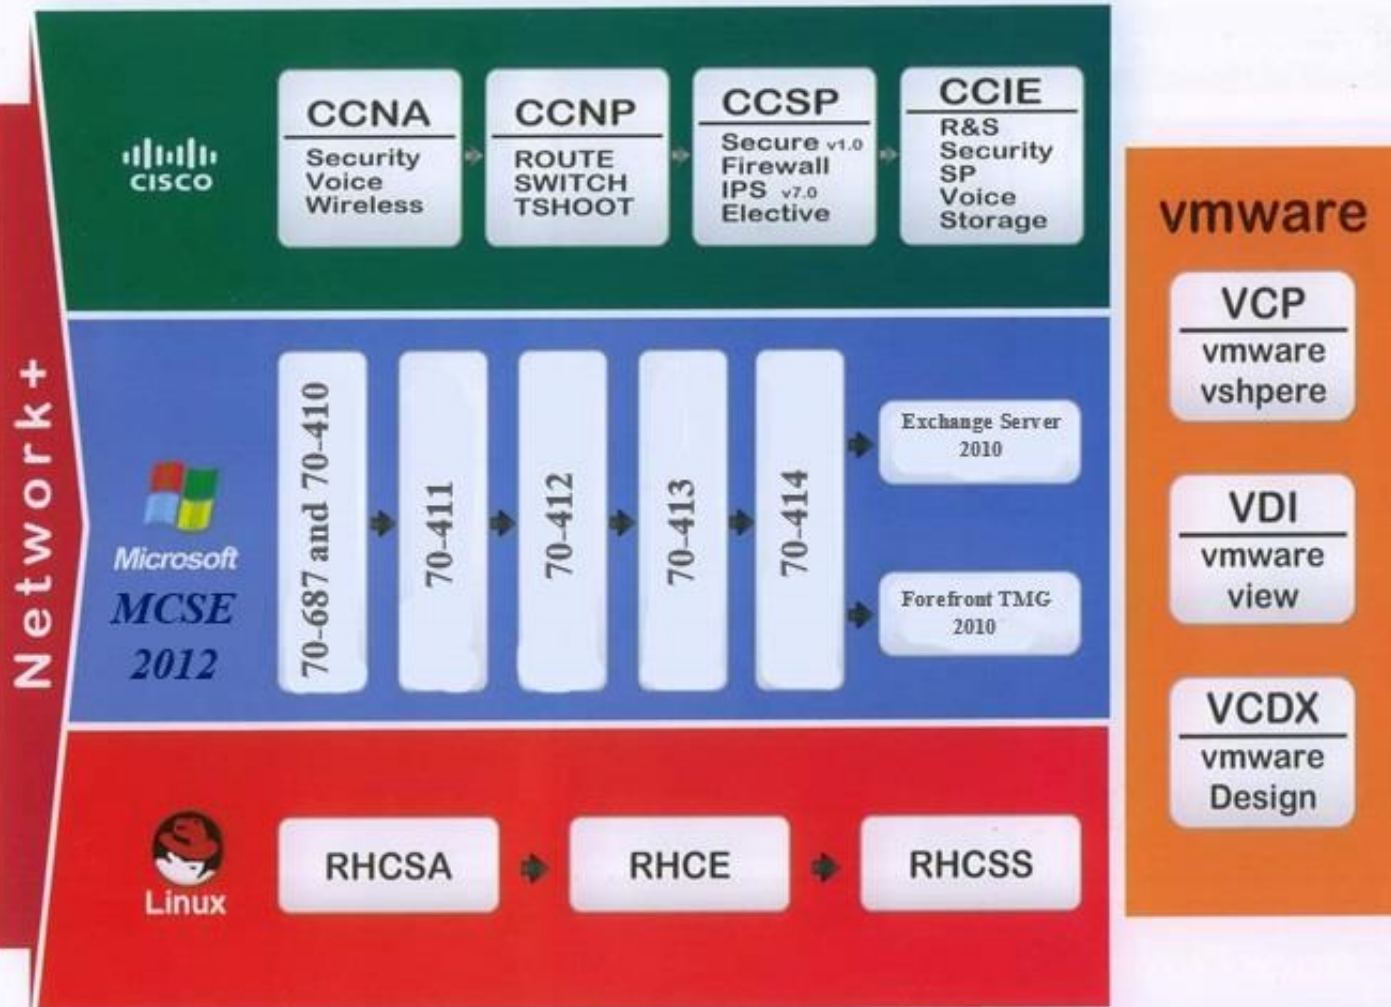 Network+
CISCO
CCNA
Security
Voice
Wireless
CCNP
ROUTE
SWITCH
TSHOOT
CCSP
Secure v1.0
Firewall
IPS v7.0
Elective
CCIE
R&S
Security
SP
Voice
Storage
Microsoft
MCSE
2012
70-687 and 70-410
70-411
70-412
70-413
70-414
Exchange Server
2010
Forefront TMG
2010
Linux
RHCSA
RHCE
RHCSS
vmware
VCP
vmware
vshpere
VDI
vmware
view
VCDX
vmware
Design